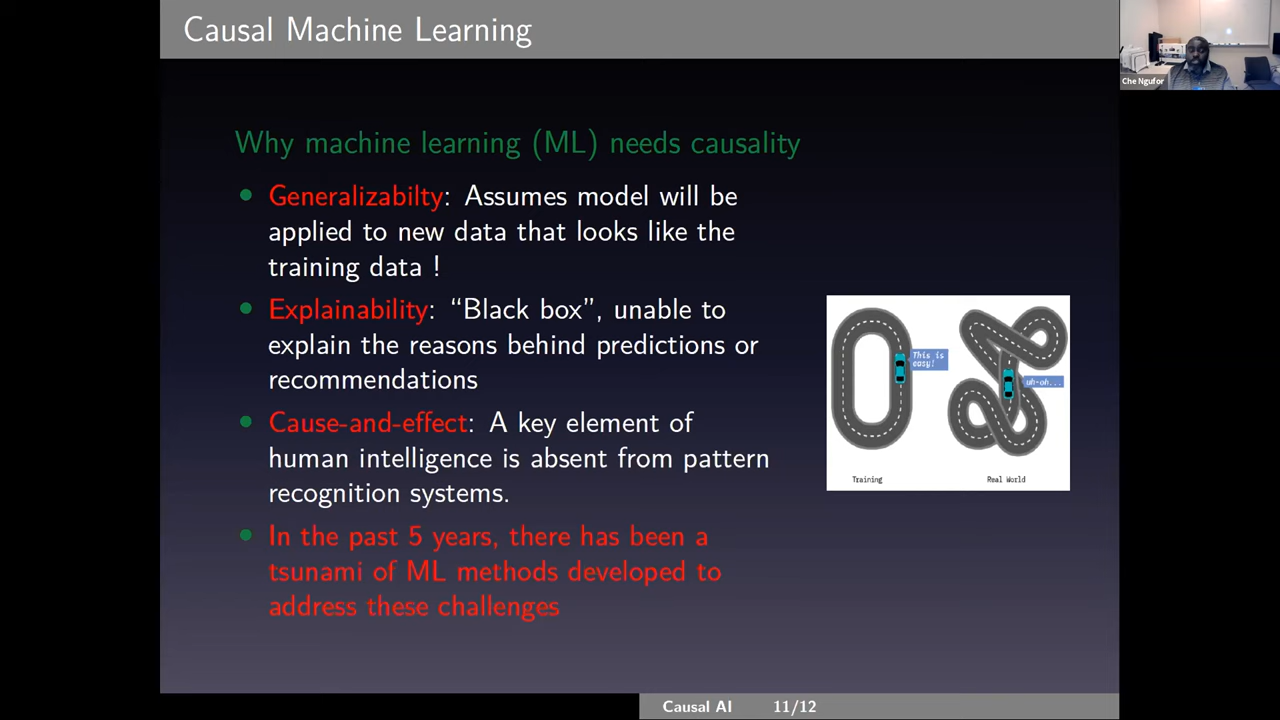 Causal Machine Learning
Che Ngufor
Why machine learning (ML) needs causality
Generalizabilty: Assumes model will be
applied to new data that looks like the
training data !
Explainability: “Black box”, unable to
explain the reasons behind predictions or
recommendations
Cause-and-effect: A key element of
human intelligence is absent from pattern
recognition systems.
In the past 5 years, there has been a
tsunami of ML methods developed to
address these challenges
This is
easy!
uh-oh...
Training
Real World
Causal AI 11/12